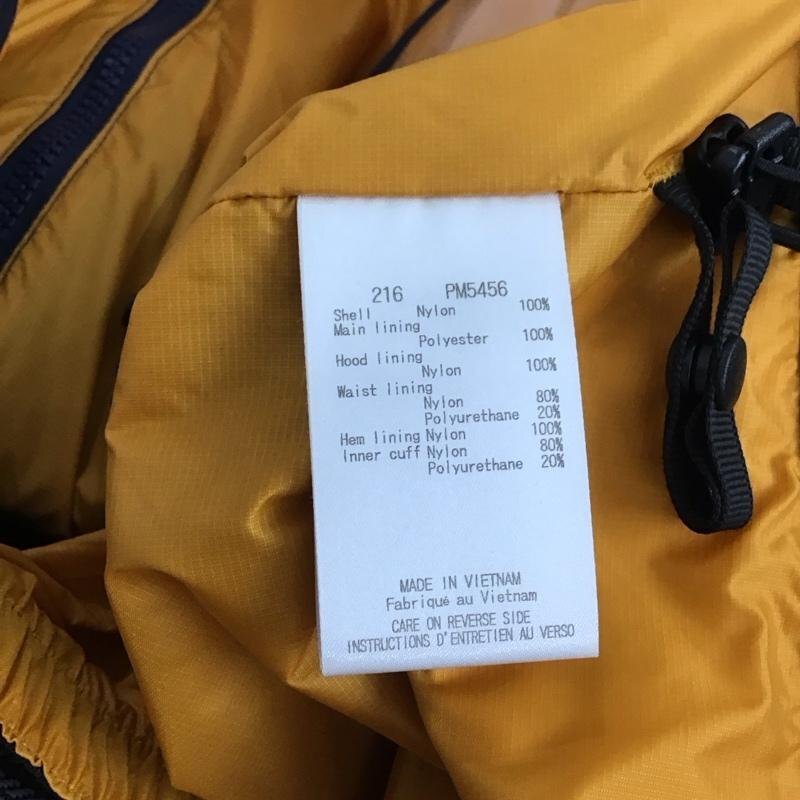 216 PM5456
Shell Nylon 100%
Main lining
Polyester 100%
Hood lining
Nylon 100%
Waist lining
Nylon 80%
Polyurethane 20%
Hem lining Nylon 100%
Inner cuff Nylon 80%
Polyurethane 20%
MADE IN VIETNAM
Fabriqué au Vietnam
CARE ON REVERSE SIDE
INSTRUCTIONS D'ENTRETIEN AU VERSO